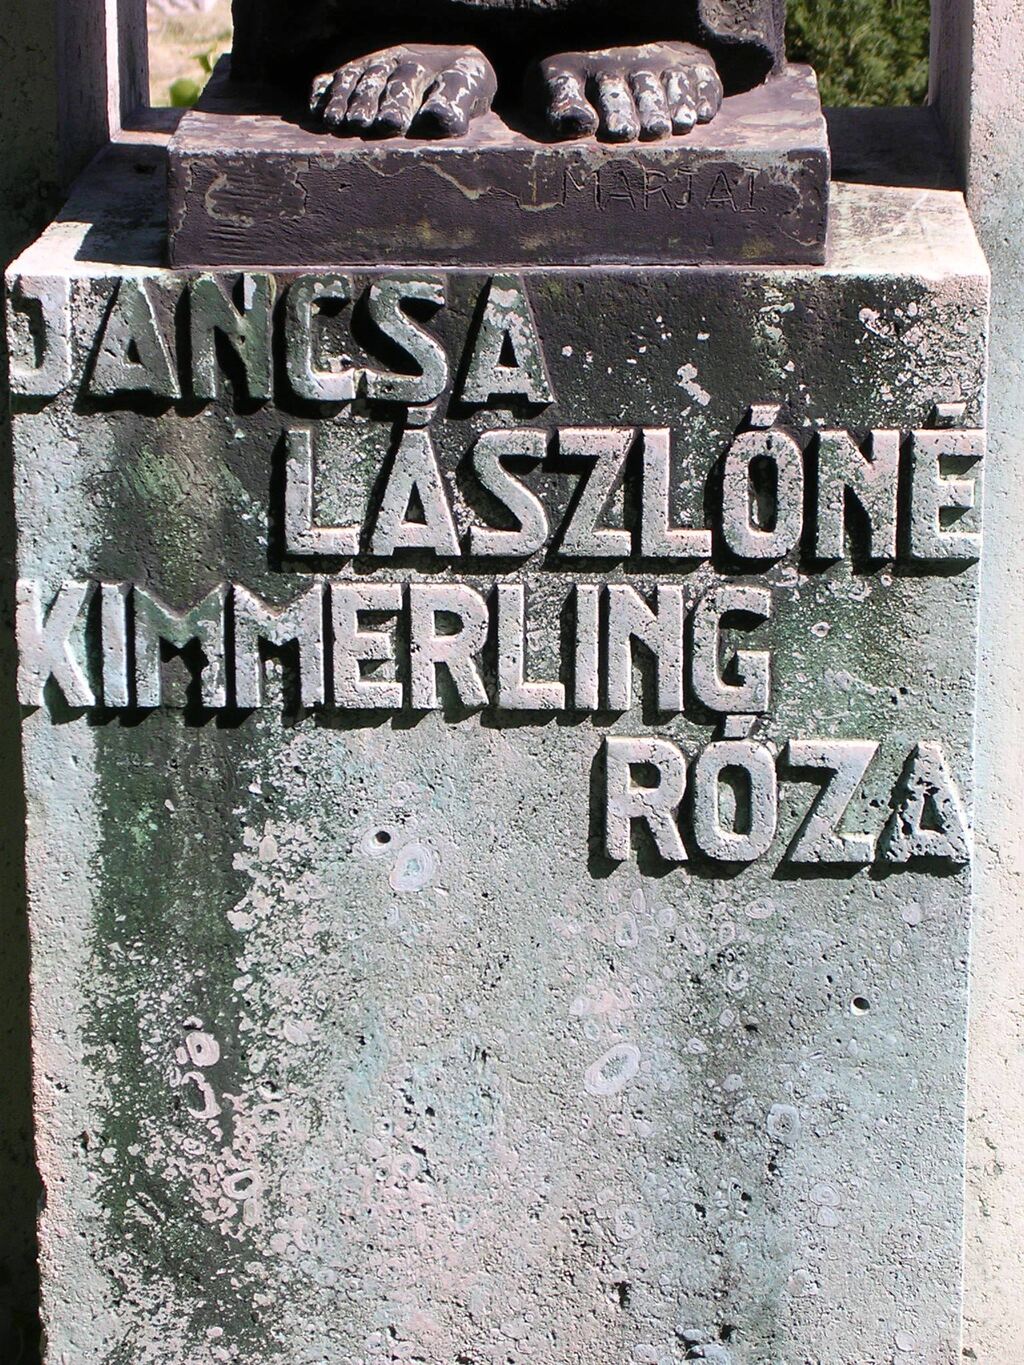 MARJAI.
JANCSA
LÁSZLÓNÉ
KIMMERLING
RÓZA